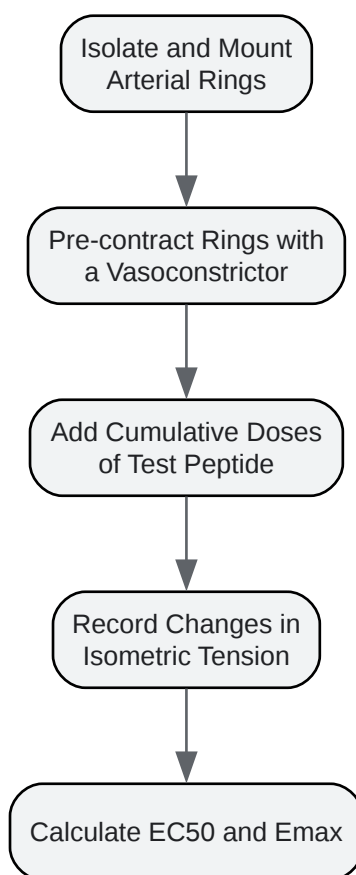 Isolate and Mount
Arterial Rings
Pre-contract Rings with
a Vasoconstrictor
Add Cumulative Doses
of Test Peptide
Record Changes in
Isometric Tension
Calculate EC50 and Emax